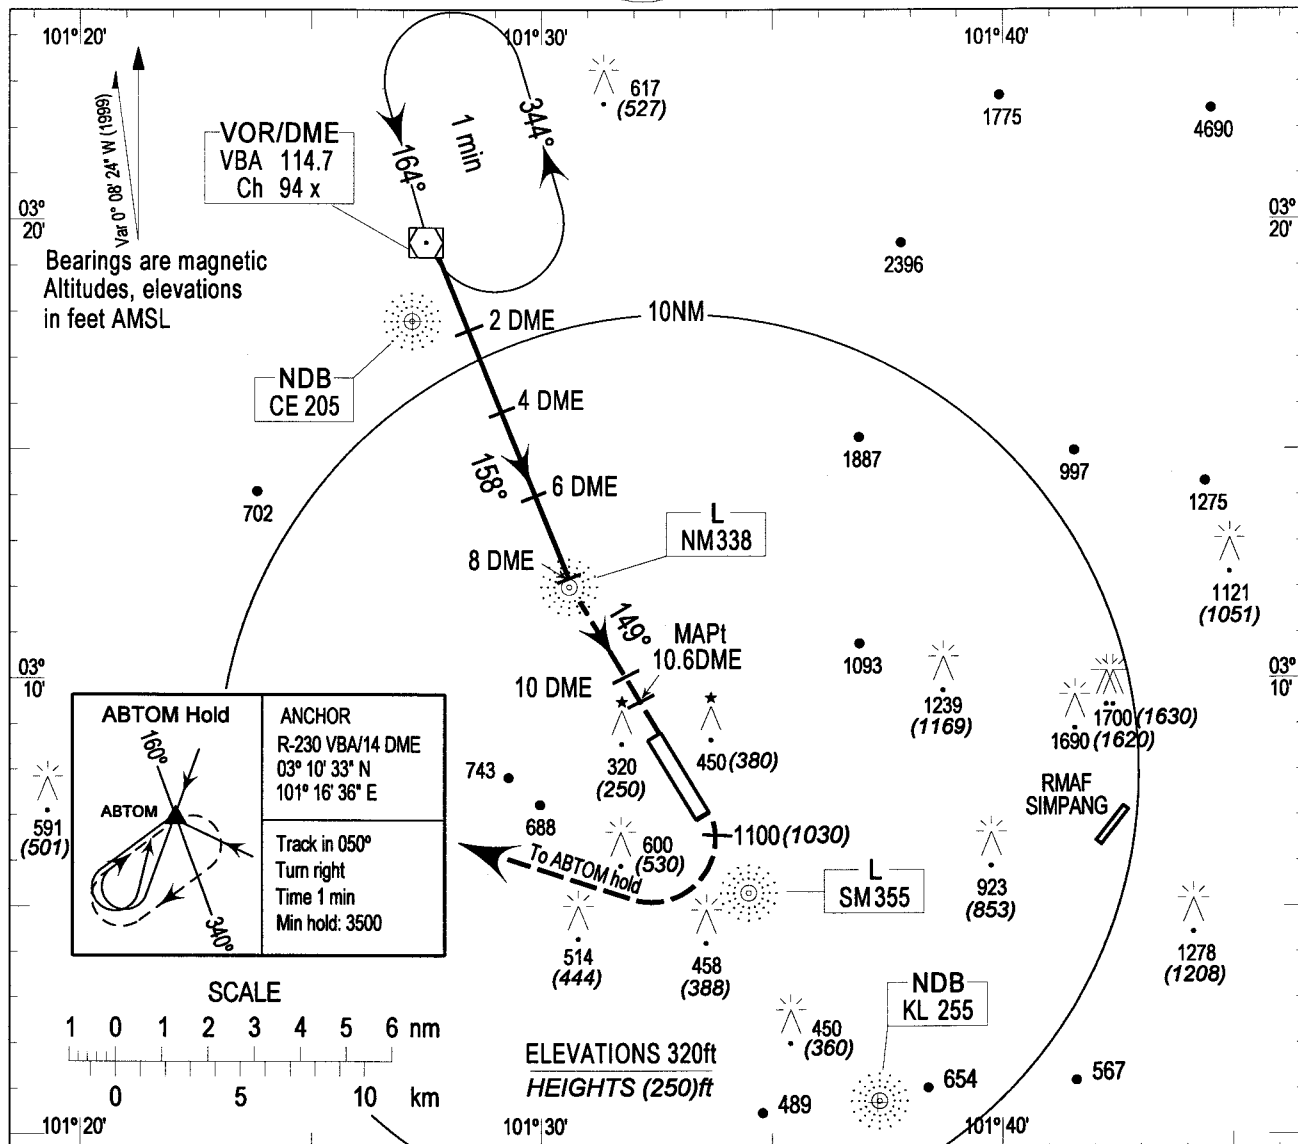 101° 20'
101° 30'
101° 40'
Var 0° 08' 24" W (1999)
617
(527)
1775
4690
VOR/DME
VBA 114.7
Ch 94 x
1 min
344°
164°
03°
20'
03°
20'
2396
Bearings are magnetic
Altitudes, elevations
in feet AMSL
10NM
2 DME
NDB
CE 205
4 DME
1887
997
158°
6 DME
1275
702
L
NM338
8 DME
1121
(1051)
149°
MAPt
10.6DME
1093
03°
10'
03°
10'
10 DME
1239
(1169)
1700 (1630)
1690 (1620)
ABTOM Hold
160°
ABTOM
340°
ANCHOR
R-230 VBA/14 DME
03° 10' 33" N
101° 16' 36" E
Track in 050°
Turn right
Time 1 min
Min hold: 3500
743
320
(250)
450 (380)
RMAF
SIMPANG
591
(501)
688
600
(530)
1100 (1030)
To ABTOM hold
L
SM355
923
(853)
514
(444)
458
(388)
1278
(1208)
SCALE
1 0 1 2 3 4 5 6 nm
0 5 10 km
NDB
KL 255
450
(360)
ELEVATIONS 320ft
HEIGHTS (250)ft
654
567
489
101° 20'
101° 30'
101° 40'